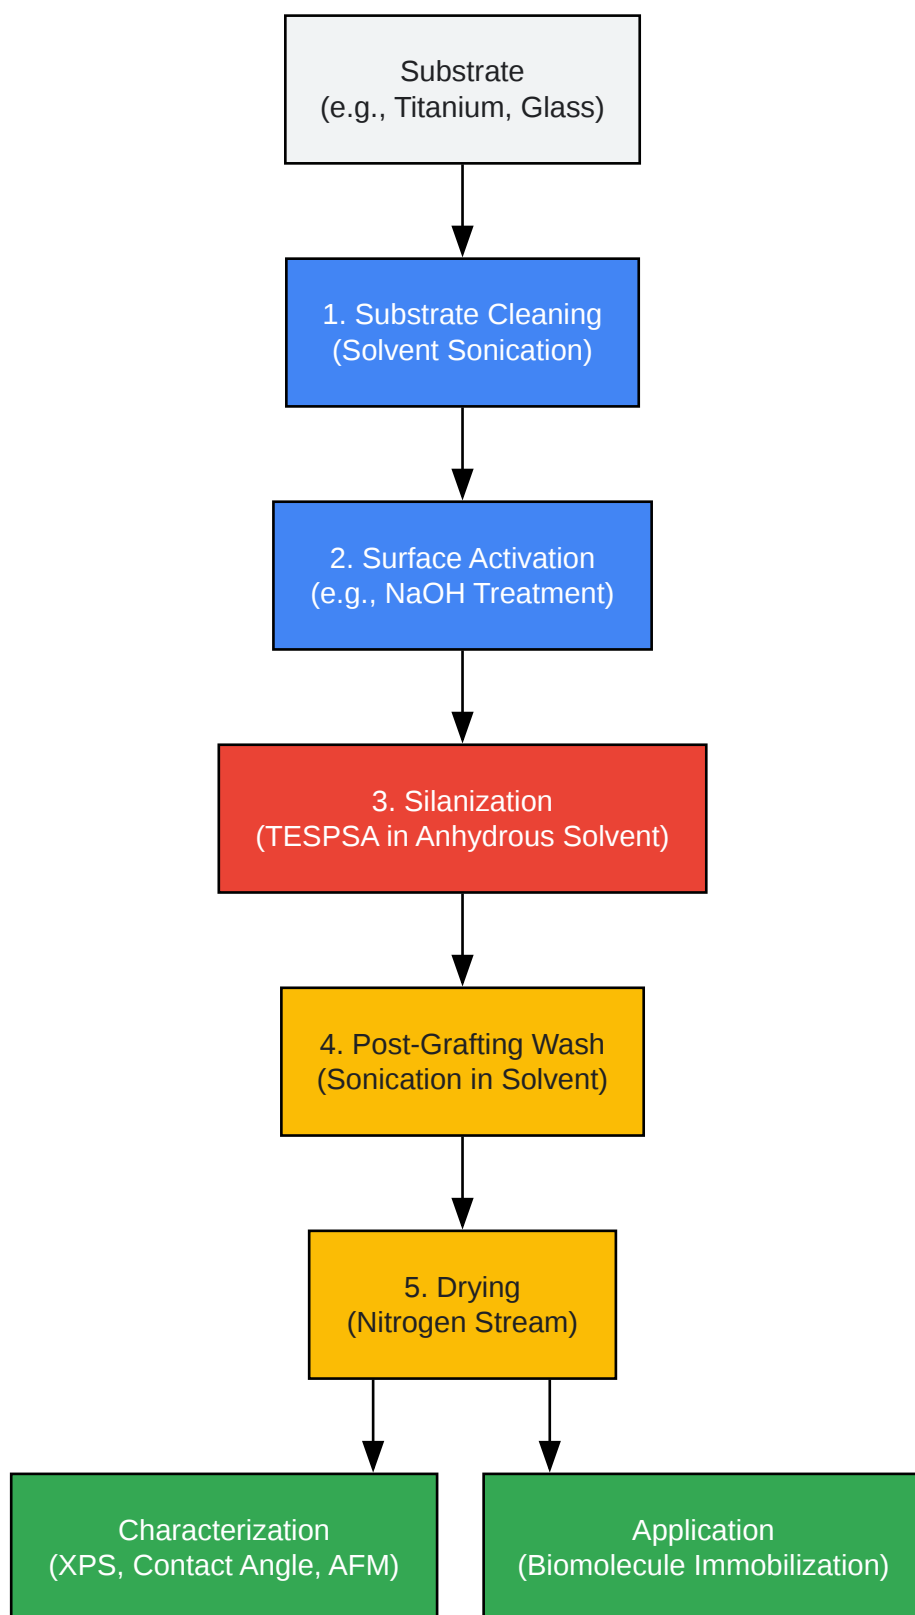 Substrate
(e.g., Titanium, Glass)
1. Substrate Cleaning
(Solvent Sonication)
2. Surface Activation
(e.g., NaOH Treatment)
3. Silanization
(TESPSA in Anhydrous Solvent)
4. Post-Grafting Wash
(Sonication in Solvent)
5. Drying
(Nitrogen Stream)
Characterization
(XPS, Contact Angle, AFM)
Application
(Biomolecule Immobilization)